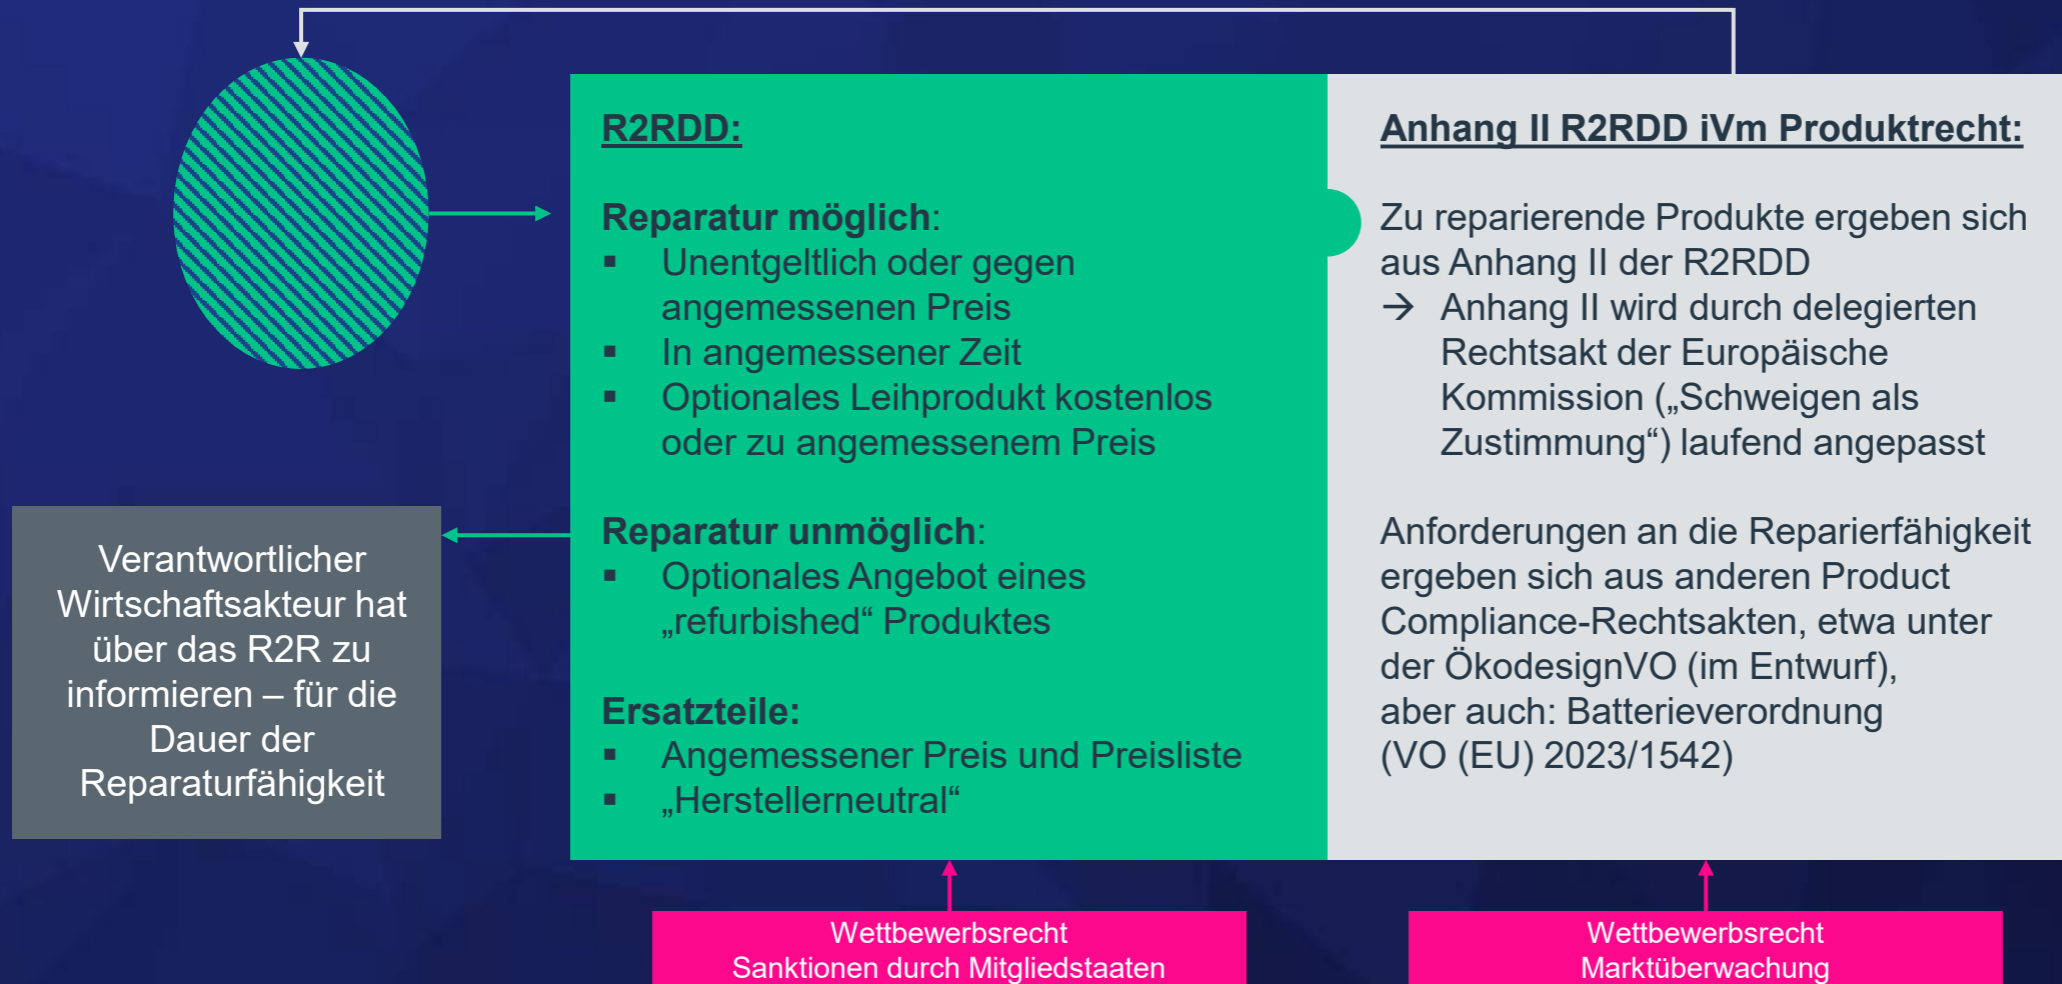 R2RDD:
Reparatur möglich:
▪ Unentgeltlich oder gegen
angemessenen Preis
▪ In angemessener Zeit
▪ Optionales Leihprodukt kostenlos
oder zu angemessenem Preis
Reparatur unmöglich:
▪ Optionales Angebot eines
„refurbished“ Produktes
Ersatzteile:
▪ Angemessener Preis und Preisliste
▪ „Herstellerneutral“
Anhang II R2RDD iVm Produktrecht:
Zu reparierende Produkte ergeben sich
aus Anhang II der R2RDD
→ Anhang II wird durch delegierten
Rechtsakt der Europäische
Kommission („Schweigen als
Zustimmung“) laufend angepasst
Anforderungen an die Reparierfähigkeit
ergeben sich aus anderen Product
Compliance-Rechtsakten, etwa unter
der ÖkodesignVO (im Entwurf),
aber auch: Batterieverordnung
(VO (EU) 2023/1542)
Verantwortlicher
Wirtschaftsakteur hat
über das R2R zu
informieren – für die
Dauer der
Reparaturfähigkeit
Wettbewerbsrecht
Sanktionen durch Mitgliedstaaten
Wettbewerbsrecht
Marktüberwachung